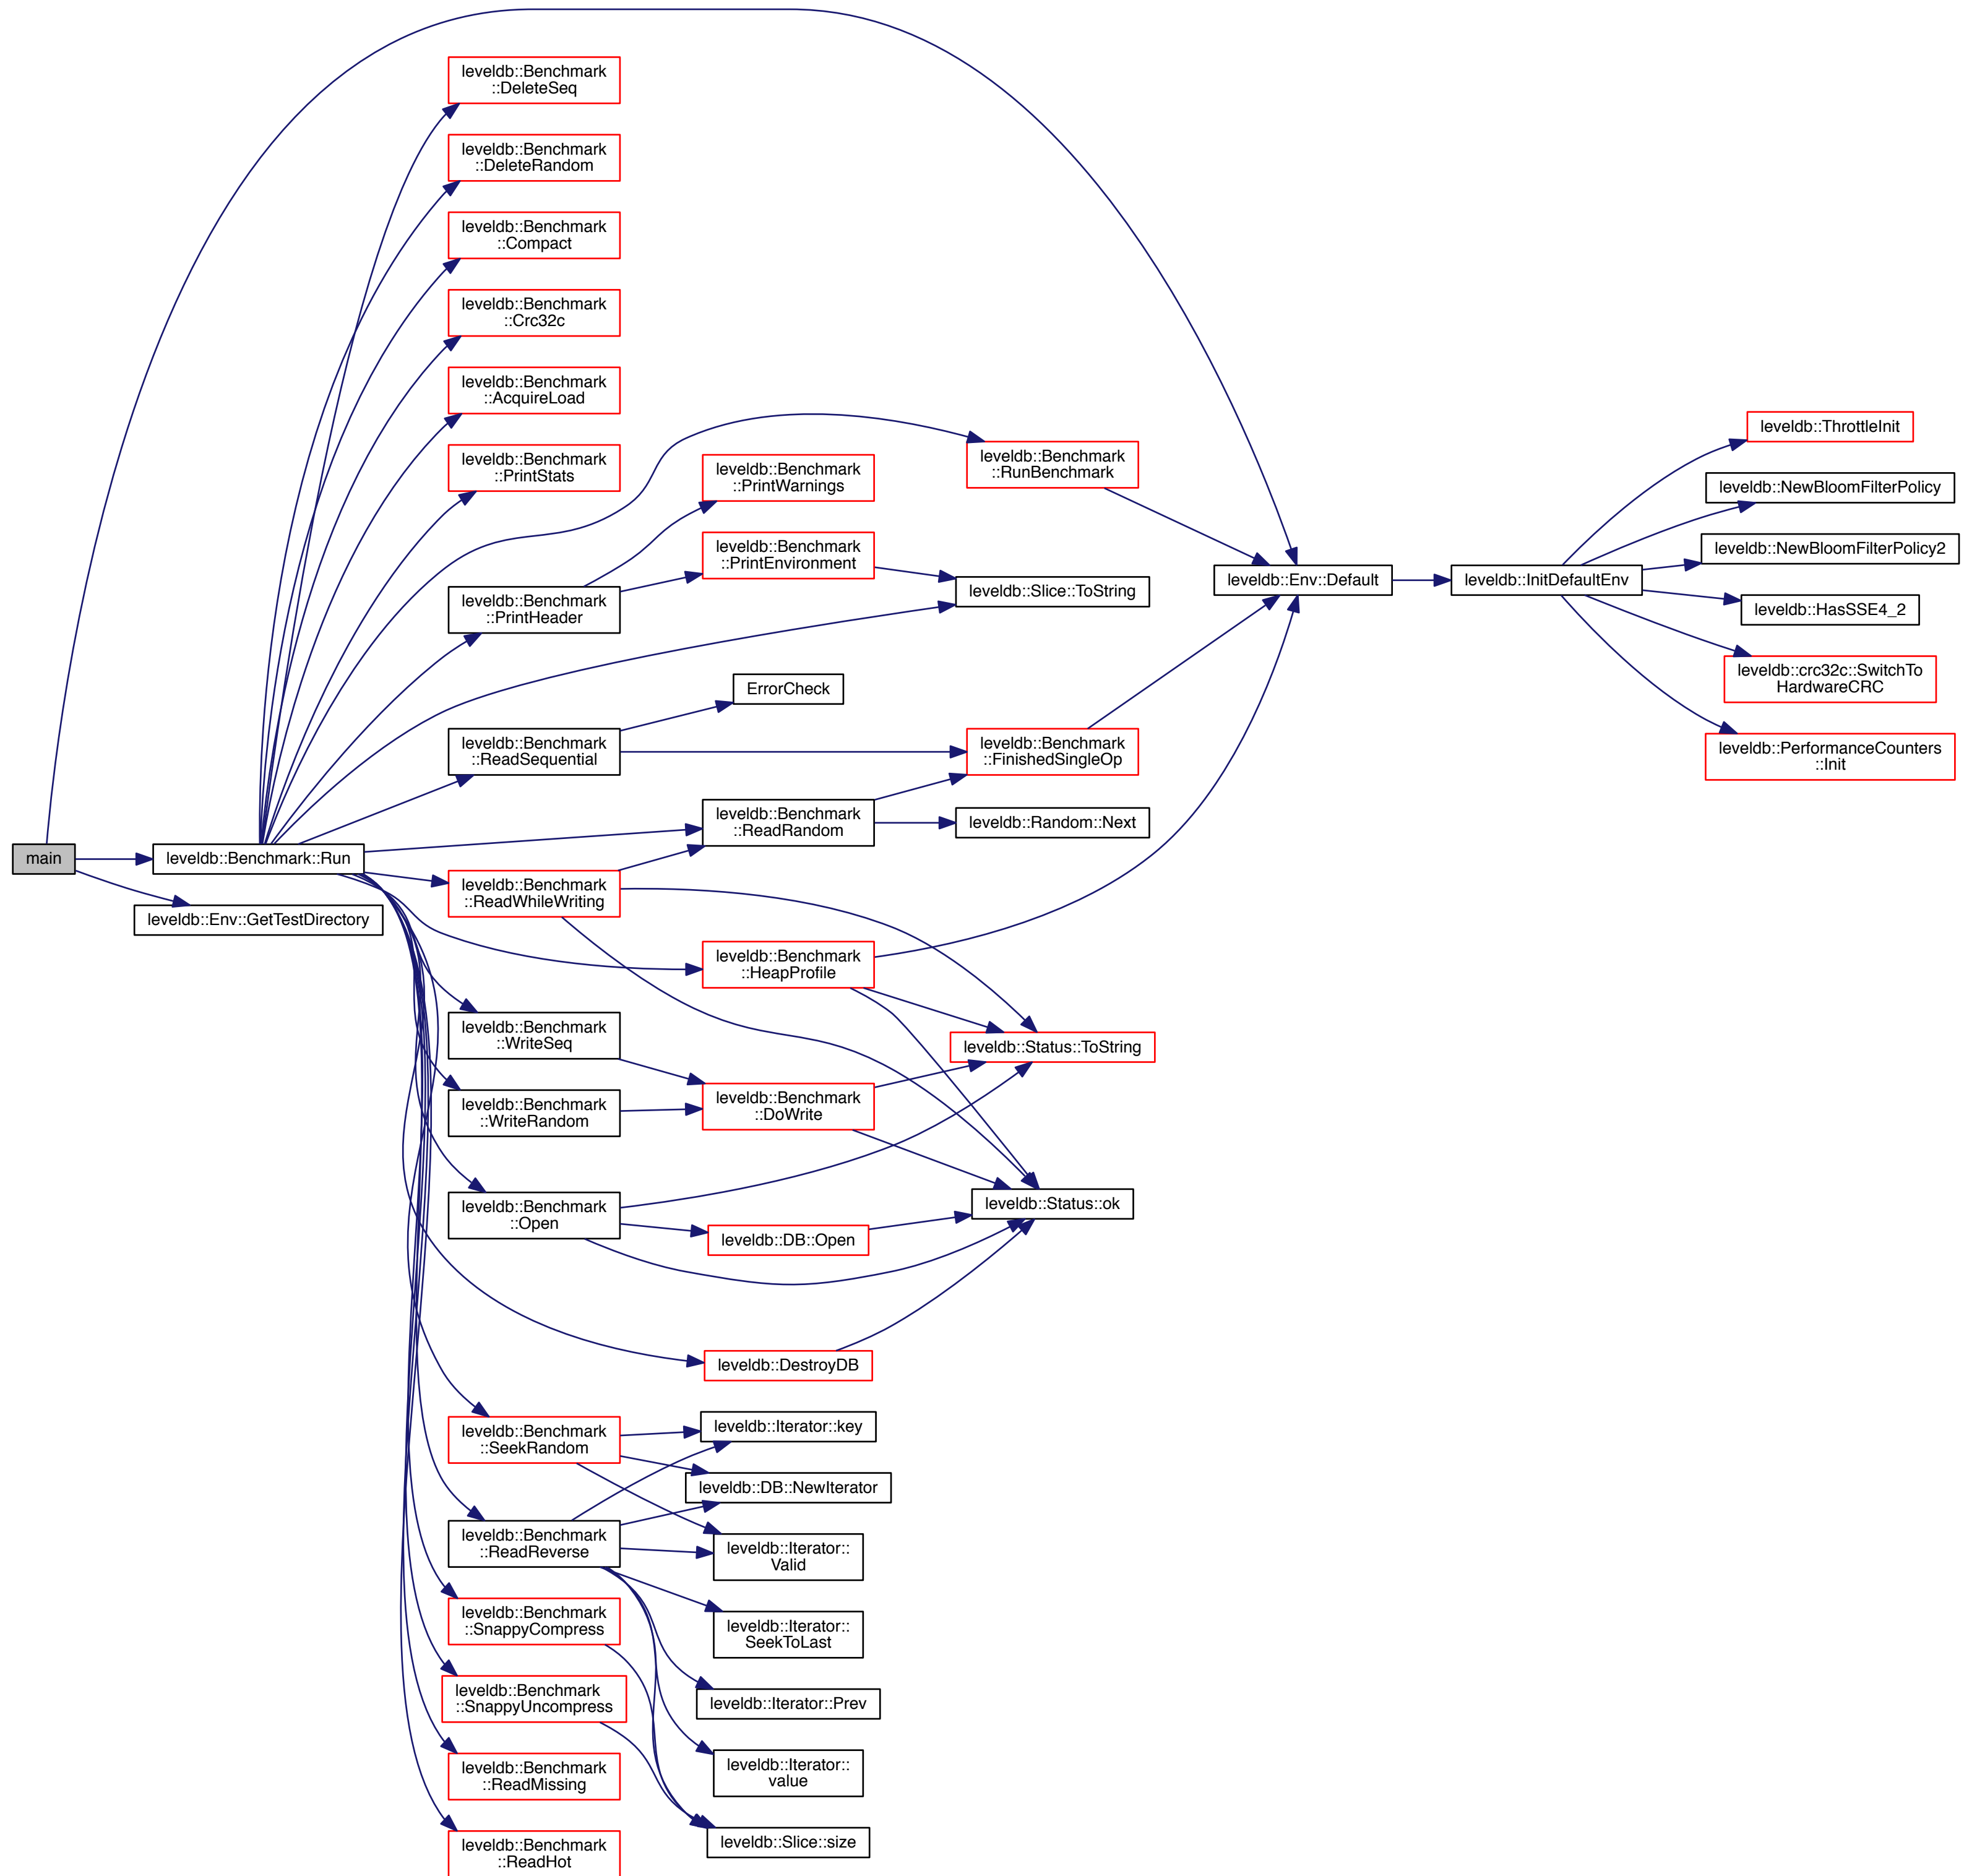 leveldb::Benchmark
::DeleteSeq
leveldb::Benchmark
::DeleteRandom
leveldb::Benchmark
::Compact
leveldb::Benchmark
::Crc32c
leveldb::Benchmark
::AcquireLoad
leveldb::Benchmark
::PrintStats
leveldb::Benchmark
::PrintHeader
leveldb::Benchmark
::ReadSequential
main
leveldb::Benchmark::Run
leveldb::Env::GetTestDirectory
leveldb::Benchmark
::ReadWhileWriting
leveldb::Benchmark
::WriteSeq
leveldb::Benchmark
::WriteRandom
leveldb::Benchmark
::Open
leveldb::Benchmark
::SeekRandom
leveldb::Benchmark
::ReadReverse
leveldb::Benchmark
::SnappyCompress
leveldb::Benchmark
::SnappyUncompress
leveldb::Benchmark
::ReadMissing
leveldb::Benchmark
::ReadHot
leveldb::Benchmark
::PrintWarnings
leveldb::Benchmark
::PrintEnvironment
ErrorCheck
leveldb::Benchmark
::ReadRandom
leveldb::Benchmark
::HeapProfile
leveldb::Benchmark
::DoWrite
leveldb::DB::Open
leveldb::DestroyDB
leveldb::Iterator::key
leveldb::DB::NewIterator
leveldb::Iterator::
Valid
leveldb::Iterator::
SeekToLast
leveldb::Iterator::Prev
leveldb::Iterator::
value
leveldb::Slice::size
leveldb::Benchmark
::RunBenchmark
leveldb::Slice::ToString
leveldb::Benchmark
::FinishedSingleOp
leveldb::Random::Next
leveldb::Status::ToString
leveldb::Status::ok
leveldb::Env::Default
leveldb::InitDefaultEnv
leveldb::ThrottleInit
leveldb::NewBloomFilterPolicy
leveldb::NewBloomFilterPolicy2
leveldb::HasSSE4_2
leveldb::crc32c::SwitchTo
HardwareCRC
leveldb::PerformanceCounters
::Init